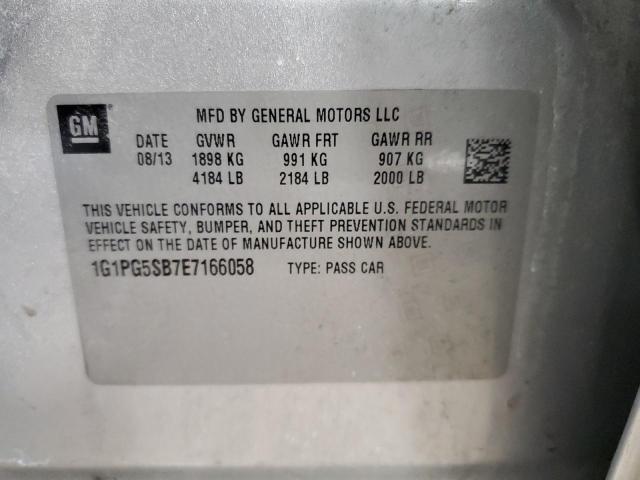 GM
MFD BY GENERAL MOTORS LLC
DATE GVWR GAWR FRT GAWR RR
08/13 1898 KG 991 KG 907 KG
4184 LB 2184 LB 2000 LB
THIS VEHICLE CONFORMS TO ALL APPLICABLE U.S. FEDERAL MOTOR
VEHICLE SAFETY, BUMPER, AND THEFT PREVENTION STANDARDS IN
EFFECT ON THE DATE OF MANUFACTURE SHOWN ABOVE.
1G1PG5SB7E7166058 TYPE: PASS CAR